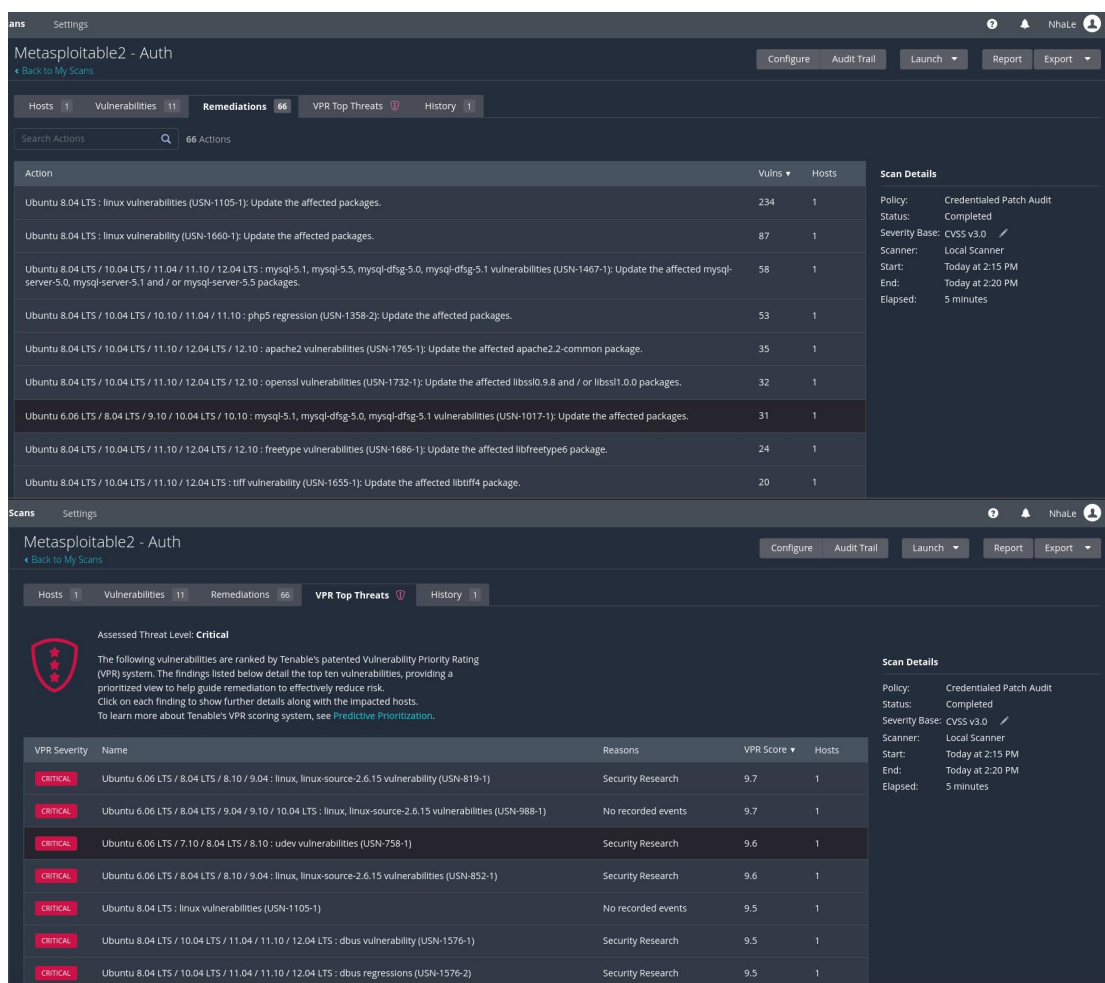 ans Settings NhaLe
Metasploitable2 - Auth Configure Audit Trail Launch Report Export
Back to My Scans
Hosts 1 Vulnerabilities 11 Remediations 66 VPR Top Threats History 1
Search Actions 66 Actions
Action Vulns Hosts
Ubuntu 8.04 LTS : linux vulnerabilities (USN-1105-1): Update the affected packages. 234 1
Ubuntu 8.04 LTS : linux vulnerability (USN-1660-1): Update the affected packages. 87 1
Ubuntu 8.04 LTS / 10.04 LTS / 11.04 / 11.10 / 12.04 LTS : mysql-5.1, mysql-5.5, mysql-dfsg-5.0, mysql-dfsg-5.1 vulnerabilities (USN-1467-1): Update the affected mysql- 58 1
server-5.0, mysql-server-5.1 and / or mysql-server-5.5 packages.
Ubuntu 8.04 LTS / 10.04 LTS / 10.10 / 11.04 / 11.10 : php5 regression (USN-1358-2): Update the affected packages. 53 1
Ubuntu 8.04 LTS / 10.04 LTS / 11.10 / 12.04 LTS / 12.10 : apache2 vulnerabilities (USN-1765-1): Update the affected apache2.2-common package. 35 1
Ubuntu 8.04 LTS / 10.04 LTS / 11.10 / 12.04 LTS / 12.10 : openssl vulnerabilities (USN-1732-1): Update the affected libssl0.9.8 and / or libssl1.0.0 packages. 32 1
Ubuntu 6.06 LTS / 8.04 LTS / 9.10 / 10.04 LTS / 10.10 : mysql-5.1, mysql-dfsg-5.0, mysql-dfsg-5.1 vulnerabilities (USN-1017-1): Update the affected packages. 31 1
Ubuntu 8.04 LTS / 10.04 LTS / 11.10 / 12.04 LTS / 12.10 : freetype vulnerabilities (USN-1686-1): Update the affected libfreetype6 package. 24 1
Ubuntu 8.04 LTS / 10.04 LTS / 11.10 / 12.04 LTS : tiff vulnerability (USN-1655-1): Update the affected libtiff4 package. 20 1
Scan Details
Policy: Credentialed Patch Audit
Status: Completed
Severity Base: CVSS v3.0
Scanner: Local Scanner
Start: Today at 2:15 PM
End: Today at 2:20 PM
Elapsed: 5 minutes
Scans Settings NhaLe
Metasploitable2 - Auth Configure Audit Trail Launch Report Export
Back to My Scans
Hosts 1 Vulnerabilities 11 Remediations 66 VPR Top Threats History 1
Assessed Threat Level: Critical
The following vulnerabilities are ranked by Tenable's patented Vulnerability Priority Rating
(VPR) system. The findings listed below detail the top ten vulnerabilities, providing a
prioritized view to help guide remediation to effectively reduce risk.
Click on each finding to show further details along with the impacted hosts.
To learn more about Tenable's VPR scoring system, see Predictive Prioritization.
VPR Severity Name Reasons VPR Score Hosts
CRITICAL Ubuntu 6.06 LTS / 8.04 LTS / 8.10 / 9.04 : linux, linux-source-2.6.15 vulnerability (USN-819-1) Security Research 9.7 1
CRITICAL Ubuntu 6.06 LTS / 8.04 LTS / 9.04 / 9.10 / 10.04 LTS : linux, linux-source-2.6.15 vulnerabilities (USN-988-1) No recorded events 9.7 1
CRITICAL Ubuntu 6.06 LTS / 7.10 / 8.04 LTS / 8.10 : udev vulnerabilities (USN-758-1) Security Research 9.6 1
CRITICAL Ubuntu 6.06 LTS / 8.04 LTS / 8.10 / 9.04 : linux, linux-source-2.6.15 vulnerabilities (USN-852-1) Security Research 9.6 1
CRITICAL Ubuntu 8.04 LTS : linux vulnerabilities (USN-1105-1) No recorded events 9.5 1
CRITICAL Ubuntu 8.04 LTS / 10.04 LTS / 11.04 / 11.10 / 12.04 LTS : dbus vulnerability (USN-1576-1) Security Research 9.5 1
CRITICAL Ubuntu 8.04 LTS / 10.04 LTS / 11.04 / 11.10 / 12.04 LTS : dbus regressions (USN-1576-2) Security Research 9.5 1
Scan Details
Policy: Credentialed Patch Audit
Status: Completed
Severity Base: CVSS v3.0
Scanner: Local Scanner
Start: Today at 2:15 PM
End: Today at 2:20 PM
Elapsed: 5 minutes